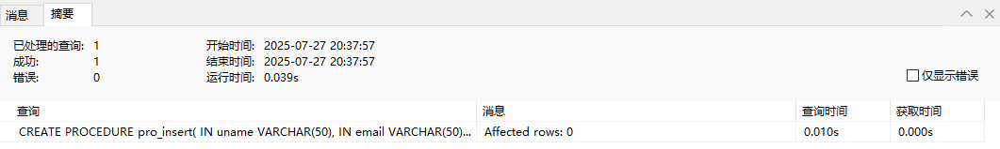 消息 摘要
已处理的查询: 1 开始时间: 2025-07-27 20:37:57
成功: 1 结束时间: 2025-07-27 20:37:57
错误: 0 运行时间: 0.039s
仅显示错误
查询 消息 查询时间 获取时间
CREATE PROCEDURE pro_insert( IN uname VARCHAR(50), IN email VARCHAR(50)... Affected rows: 0 0.010s 0.000s